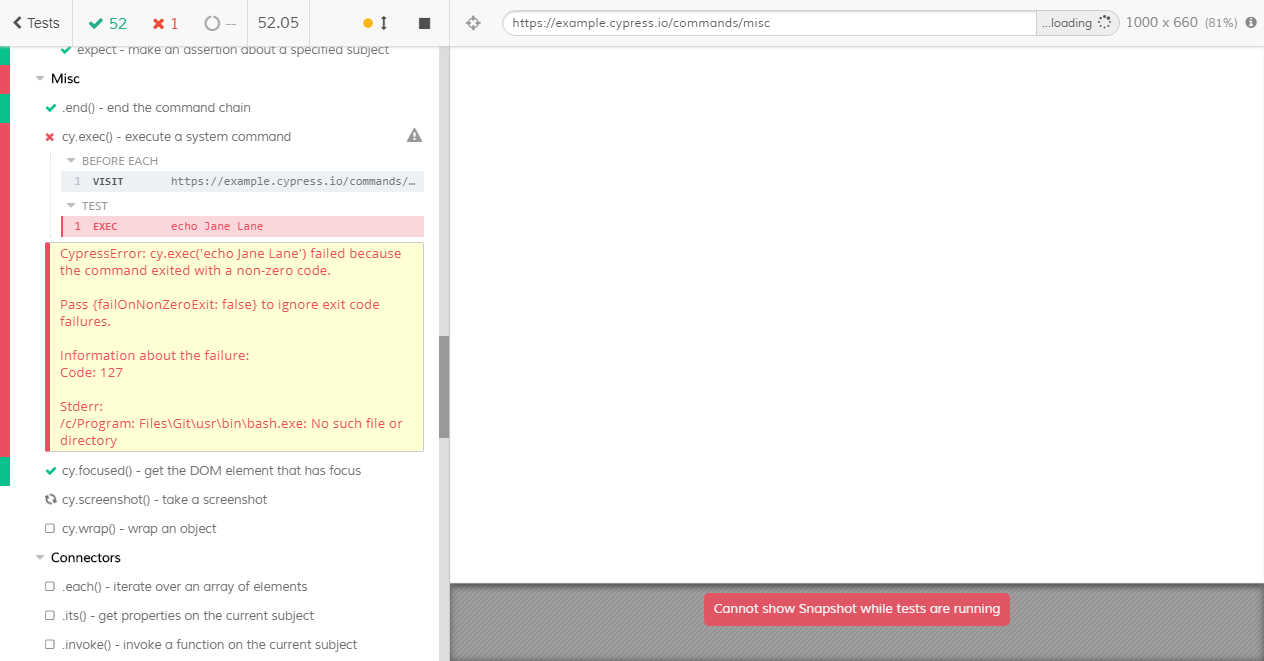 Tests 52 1 -- 52.05
https://example.cypress.io/commands/misc ...loading 1000 x 660 (81%)
expect - make an assertion about a specified subject
Misc
.end() - end the command chain
cy.exec() - execute a system command
BEFORE EACH
1 VISIT https://example.cypress.io/commands/…
TEST
1 EXEC echo Jane Lane
CypressError: cy.exec('echo Jane Lane') failed because
the command exited with a non-zero code.
Pass {failOnNonZeroExit: false} to ignore exit code
failures.
Information about the failure:
Code: 127
Stderr:
/c/Program: Files\Git\usr\bin\bash.exe: No such file or
directory
cy.focused() - get the DOM element that has focus
cy.screenshot() - take a screenshot
cy.wrap() - wrap an object
Connectors
.each() - iterate over an array of elements
.its() - get properties on the current subject
.invoke() - invoke a function on the current subject
Cannot show Snapshot while tests are running